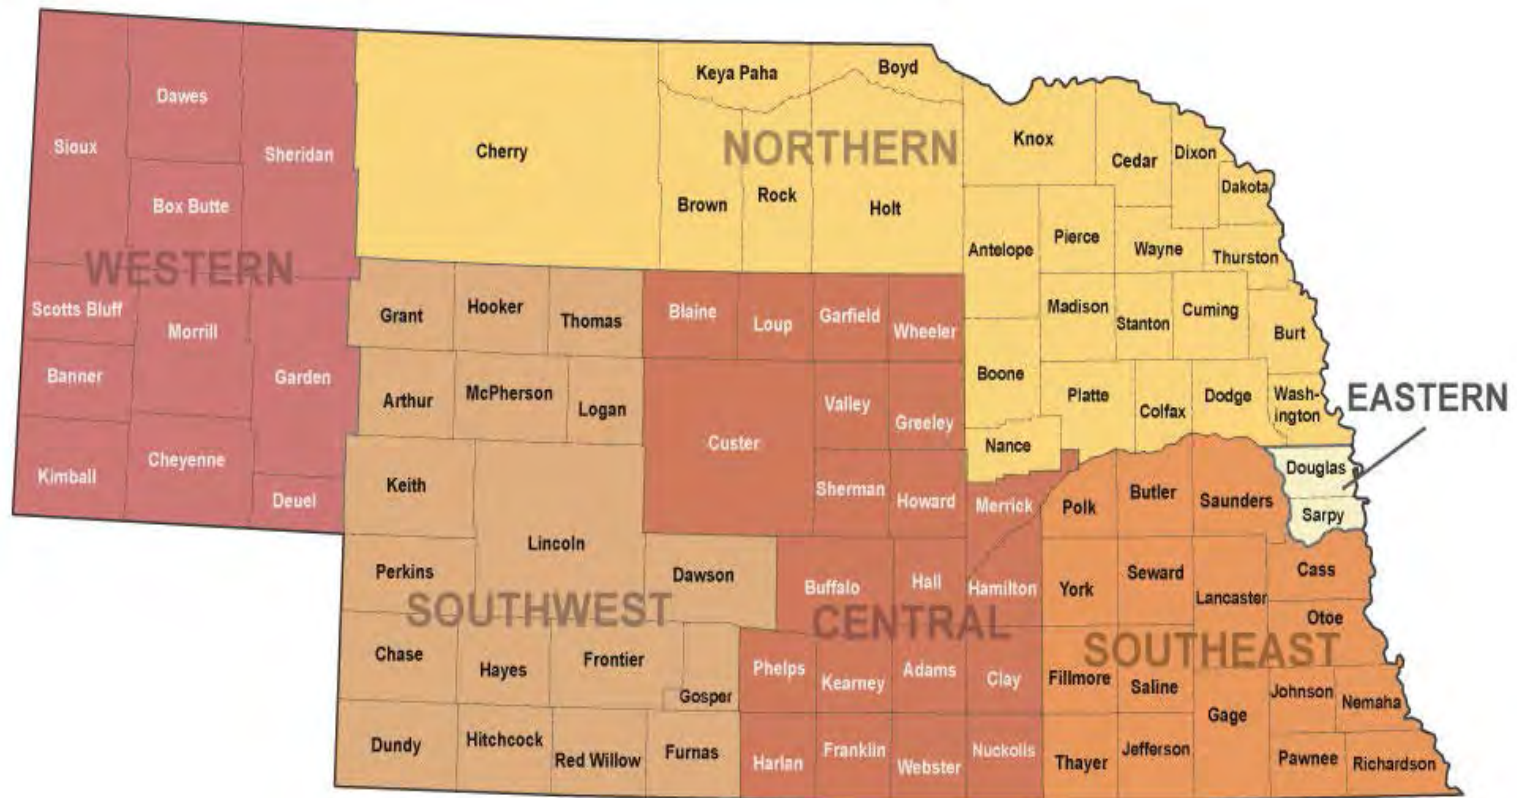 Keya Paha
Boyd
Dawes
Sioux
Sheridan
Cherry
NORTHERN
Knox
Cedar
Dixon
Dakota
Box Butte
Brown
Rock
Holt
Antelope
Pierce
Wayne
Thurston
WESTERN
Scotts Bluff
Morrill
Grant
Hooker
Thomas
Blaine
Loup
Garfield
Wheeler
Madison
Stanton
Cuming
Burt
Banner
Garden
Arthur
McPherson
Logan
Boone
Platte
Colfax
Dodge
Wash-
ington
EASTERN
Custer
Valley
Greeley
Nance
Kimball
Cheyenne
Deuel
Keith
Sherman
Howard
Merrick
Polk
Butler
Saunders
Douglas
Sarpy
Lincoln
Perkins
Dawson
Buffalo
Hall
Hamilton
York
Seward
Lancaster
Cass
Otoe
SOUTHWEST
CENTRAL
SOUTHEAST
Chase
Hayes
Frontier
Gosper
Phelps
Kearney
Adams
Clay
Fillmore
Saline
Gage
Johnson
Nemaha
Dundy
Hitchcock
Red Willow
Furnas
Harlan
Franklin
Webster
Nuckolls
Thayer
Jefferson
Pawnee
Richardson